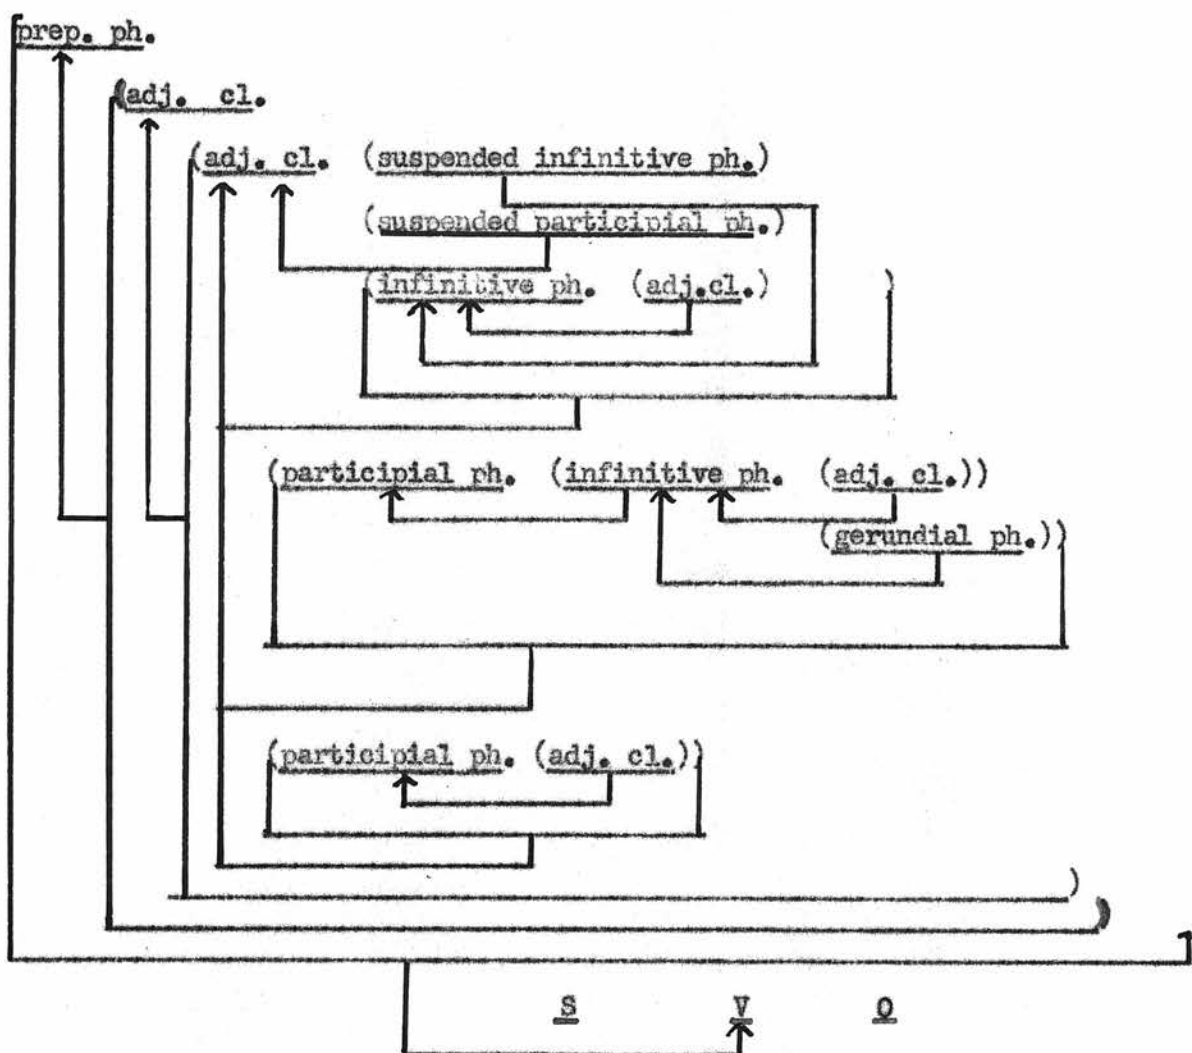 [prep. ph.
(adj. cl.
(adj. cl. (suspended infinitive ph.)
(suspended participial ph.)
(infinitive ph. (adj.cl.) )
(participial ph. (infinitive ph. (adj. cl.))
(gerundial ph.))
(participial ph. (adj. cl.))
)
)
]
S V O